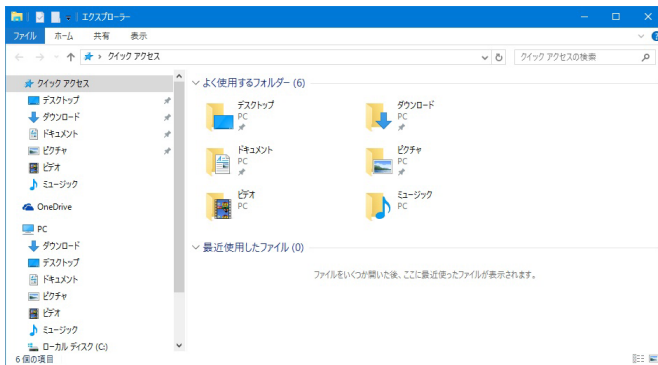 エクスプローラー
ファイル ホーム 共有 表示
クイック アクセス
クイック アクセスの検索
クイック アクセス
デスクトップ
ダウンロード
ドキュメント
ピクチャ
ビデオ
ミュージック
OneDrive
PC
ダウンロード
デスクトップ
ドキュメント
ピクチャ
ビデオ
ミュージック
ローカル ディスク (C:)
よく使用するフォルダー (6)
デスクトップ
PC
ダウンロード
PC
ドキュメント
PC
ピクチャ
PC
ビデオ
PC
ミュージック
PC
最近使用したファイル (0)
ファイルをいくつか開いた後、ここに最近使ったファイルが表示されます。
6 個の項目